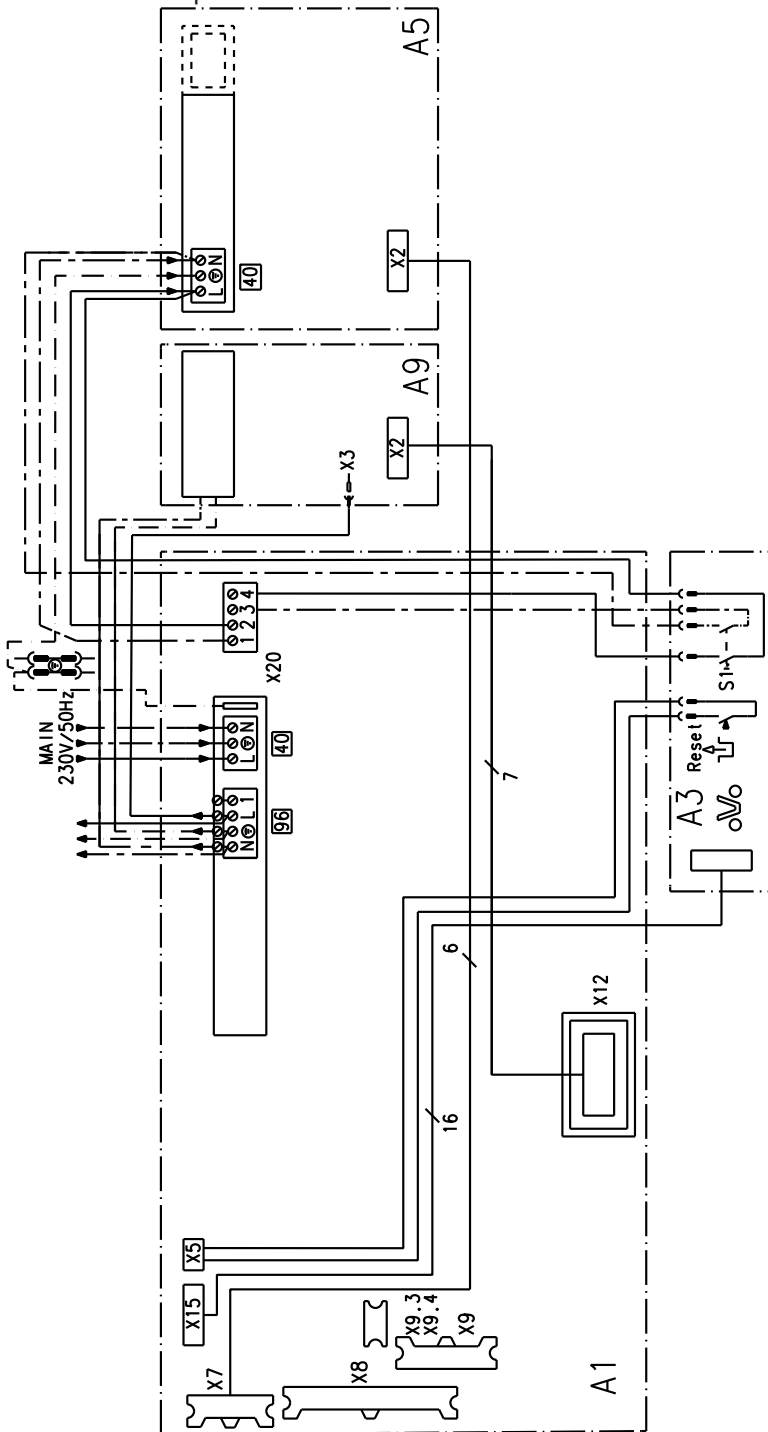 A5
N
L
40
X2
A9
X2
X3
1 2 3 4
X20
MAIN
230V/50Hz
L N
40
N L 1
96
S1
Reset
A3
7
6
16
X12
X5
X15
X7
X8
X9.3
X9.4
X9
A1